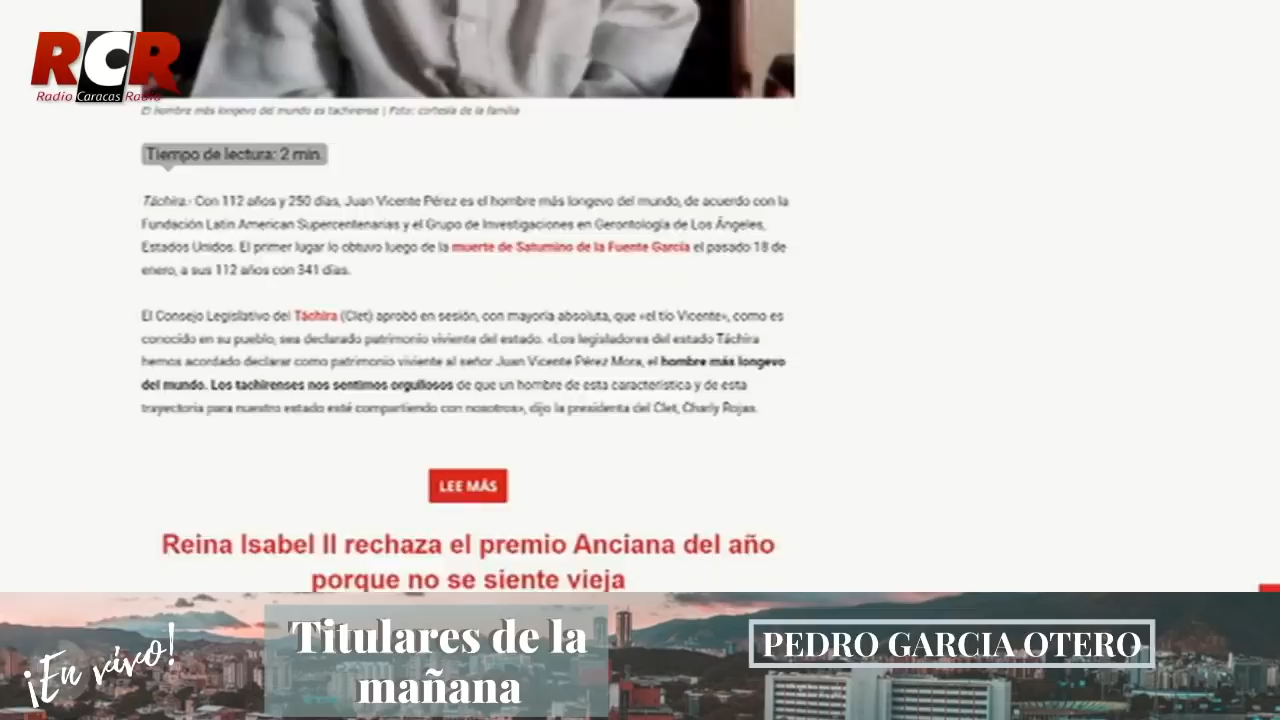 RCR
Radio Caracas Radio
El hombre más longevo del mundo es tachirense | Foto: cortesía de la familia
Tiempo de lectura: 2 min.
Táchira.- Con 112 años y 250 días, Juan Vicente Pérez es el hombre más longevo del mundo, de acuerdo con la
Fundación Latin American Supercentenarias y el Grupo de Investigaciones en Gerontología de Los Ángeles,
Estados Unidos. El primer lugar lo obtuvo luego de la muerte de Saturnino de la Fuente García el pasado 18 de
enero, a sus 112 años con 341 días.
El Consejo Legislativo del Táchira (Clet) aprobó en sesión, con mayoría absoluta, que «el tío Vicente», como es
conocido en su pueblo, sea declarado patrimonio viviente del estado. «Los legisladores del estado Táchira
hemos acordado declarar como patrimonio viviente al señor Juan Vicente Pérez Mora, el hombre más longevo
del mundo. Los tachirenses nos sentimos orgullosos de que un hombre de esta característica y de esta
trayectoria para nuestro estado esté compartiendo con nosotros», dijo la presidenta del Clet, Charly Rojas.
LEE MÁS
Reina Isabel II rechaza el premio Anciana del año
porque no se siente vieja
¡En vivo!
Titulares de la
mañana
PEDRO GARCIA OTERO